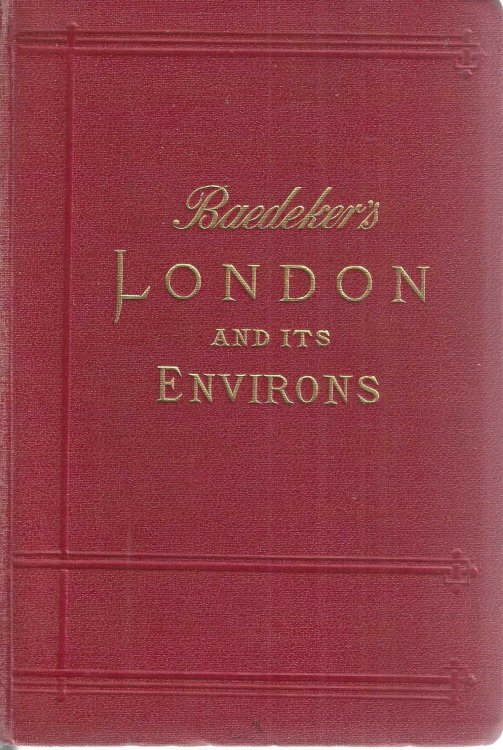 Baedeker's
LONDON
AND ITS
ENVIRONS